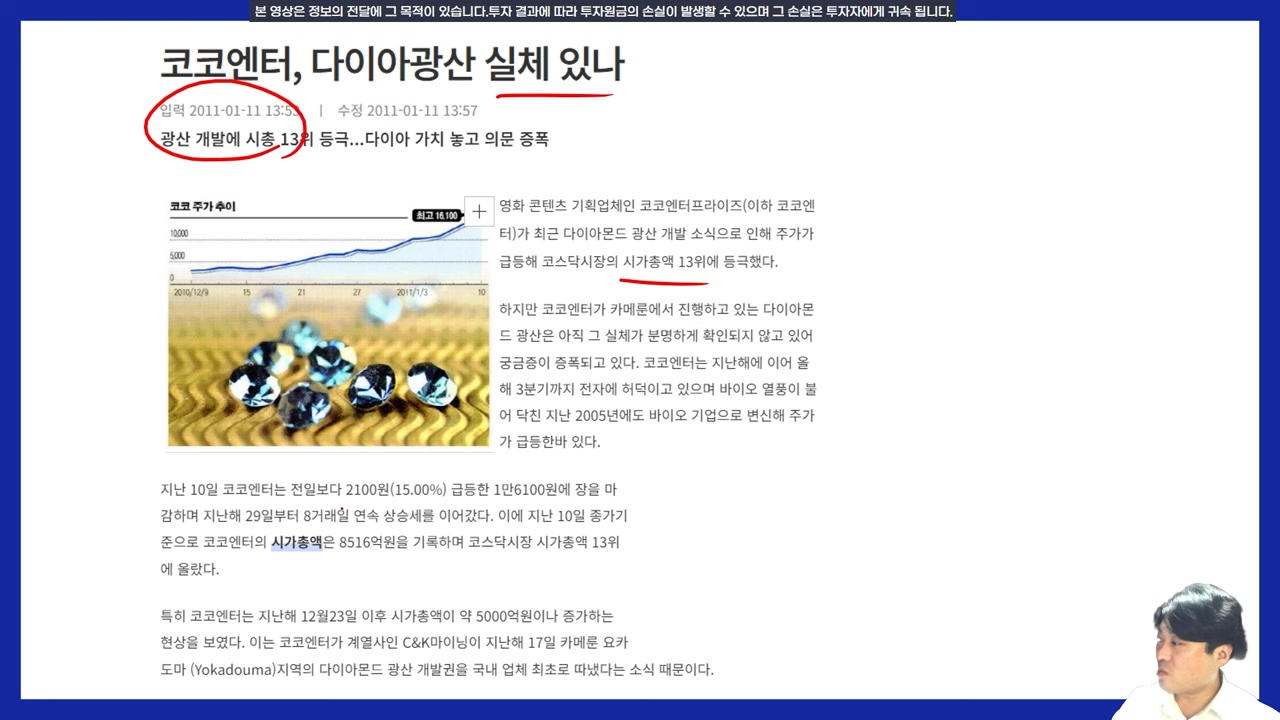 본 영상은 정보의 전달에 그 목적이 있습니다.투자 결과에 따라 투자원금의 손실이 발생할 수 있으며 그 손실은 투자자에게 귀속 됩니다.
코코엔터, 다이아광산 실체 있나
입력 2011-01-11 13:53 | 수정 2011-01-11 13:57
광산 개발에 시총 13위 등극...다이아 가치 놓고 의문 증폭
코코 주가 추이
최고 16,100
10,000
5,000
0
2010/12/9 15 21 27 2011/1/3 10
영화 콘텐츠 기획업체인 코코엔터프라이즈(이하 코코엔
터)가 최근 다이아몬드 광산 개발 소식으로 인해 주가가
급등해 코스닥시장의 시가총액 13위에 등극했다.
하지만 코코엔터가 카메룬에서 진행하고 있는 다이아몬
드 광산은 아직 그 실체가 분명하게 확인되지 않고 있어
궁금증이 증폭되고 있다. 코코엔터는 지난해에 이어 올
해 3분기까지 전자에 허덕이고 있으며 바이오 열풍이 불
어 닥친 지난 2005년에도 바이오 기업으로 변신해 주가
가 급등한바 있다.
지난 10일 코코엔터는 전일보다 2100원(15.00%) 급등한 1만6100원에 장을 마
감하며 지난해 29일부터 8거래일 연속 상승세를 이어갔다. 이에 지난 10일 종가기
준으로 코코엔터의 시가총액은 8516억원을 기록하며 코스닥시장 시가총액 13위
에 올랐다.
특히 코코엔터는 지난해 12월23일 이후 시가총액이 약 5000억원이나 증가하는
현상을 보였다. 이는 코코엔터가 계열사인 C&K마이닝이 지난해 17일 카메룬 요카
도마 (Yokadouma)지역의 다이아몬드 광산 개발권을 국내 업체 최초로 따냈다는 소식 때문이다.